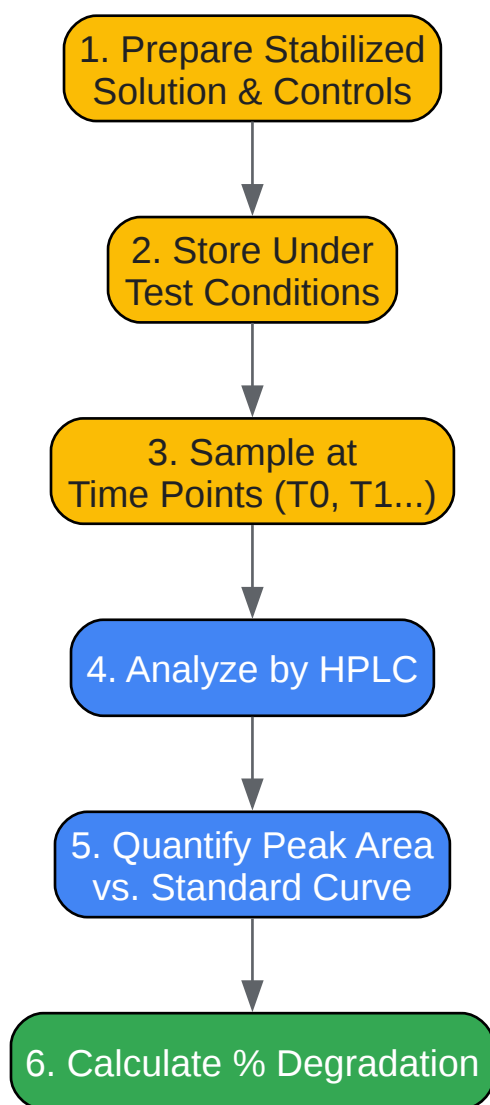 1. Prepare Stabilized
Solution & Controls
2. Store Under
Test Conditions
3. Sample at
Time Points (T0, T1...)
4. Analyze by HPLC
5. Quantify Peak Area
vs. Standard Curve
6. Calculate % Degradation